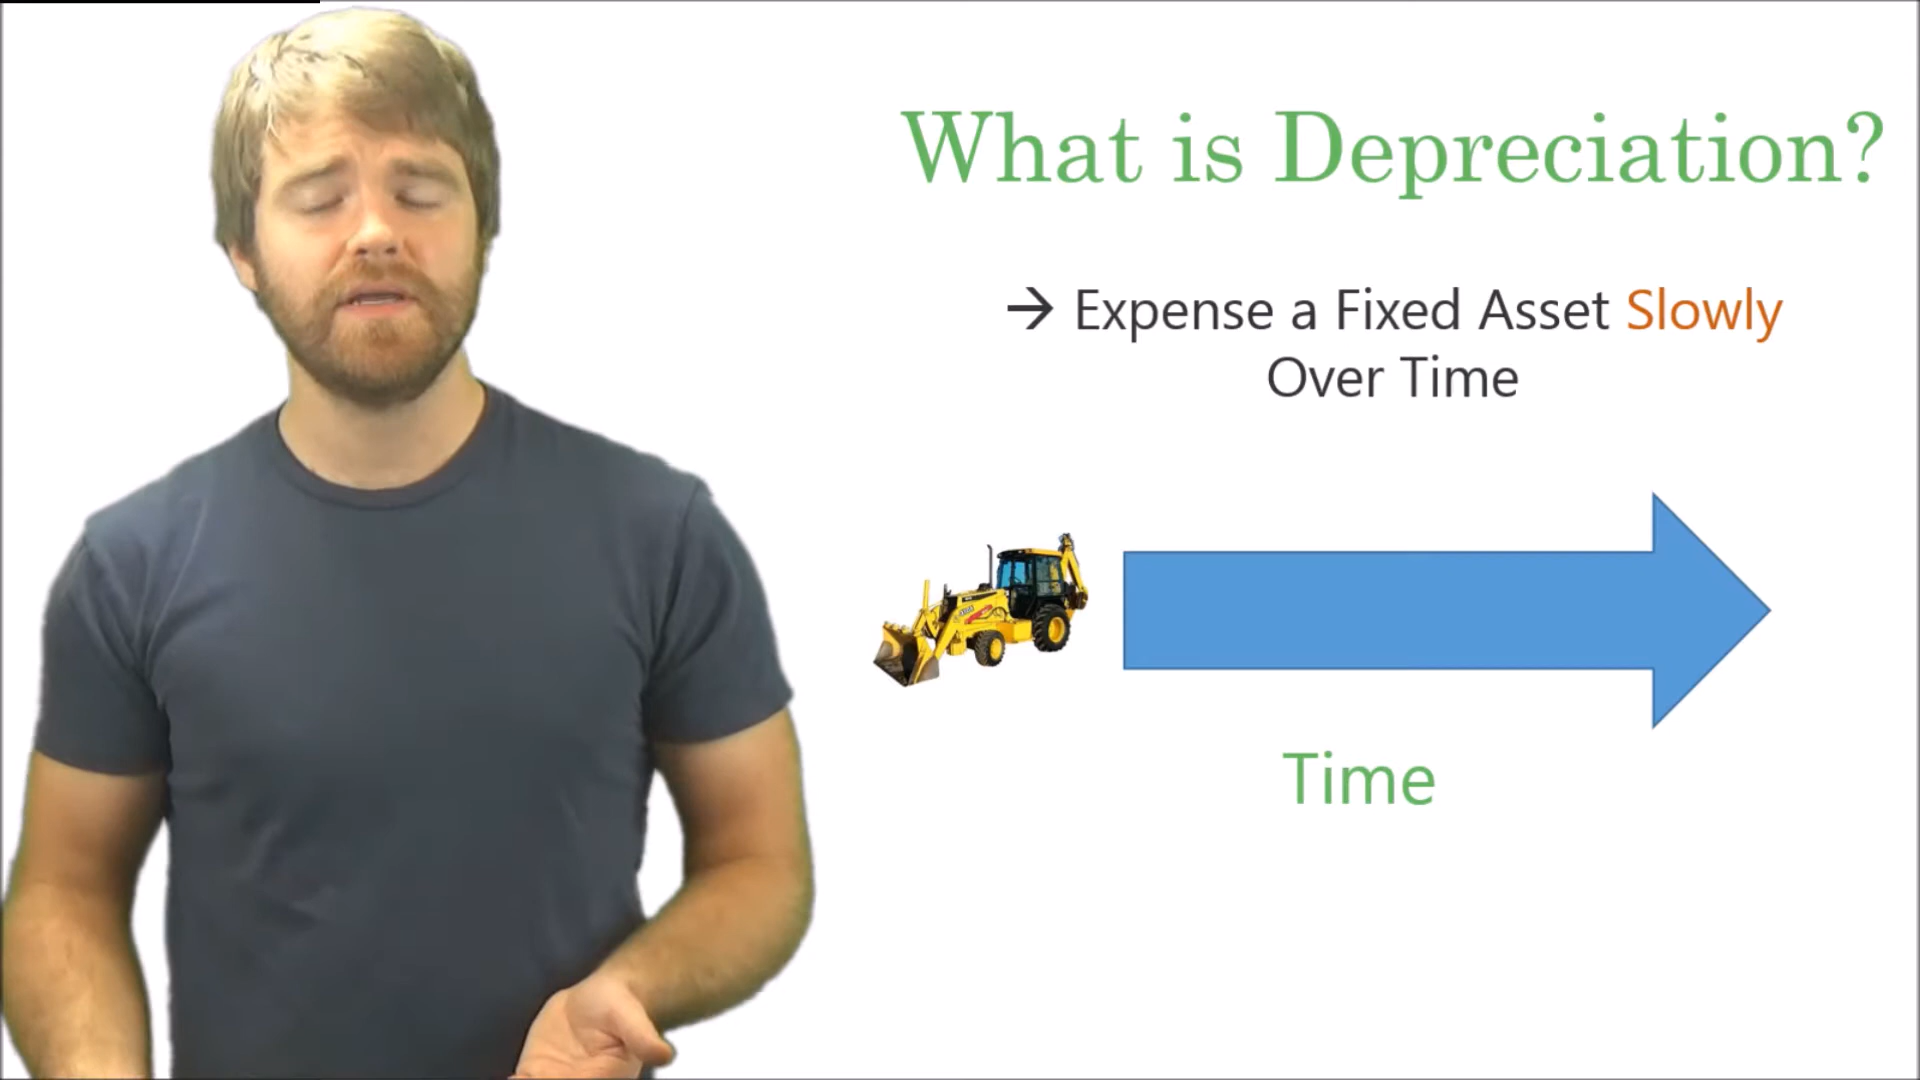 What is Depreciation?
→ Expense a Fixed Asset Slowly
Over Time
Time